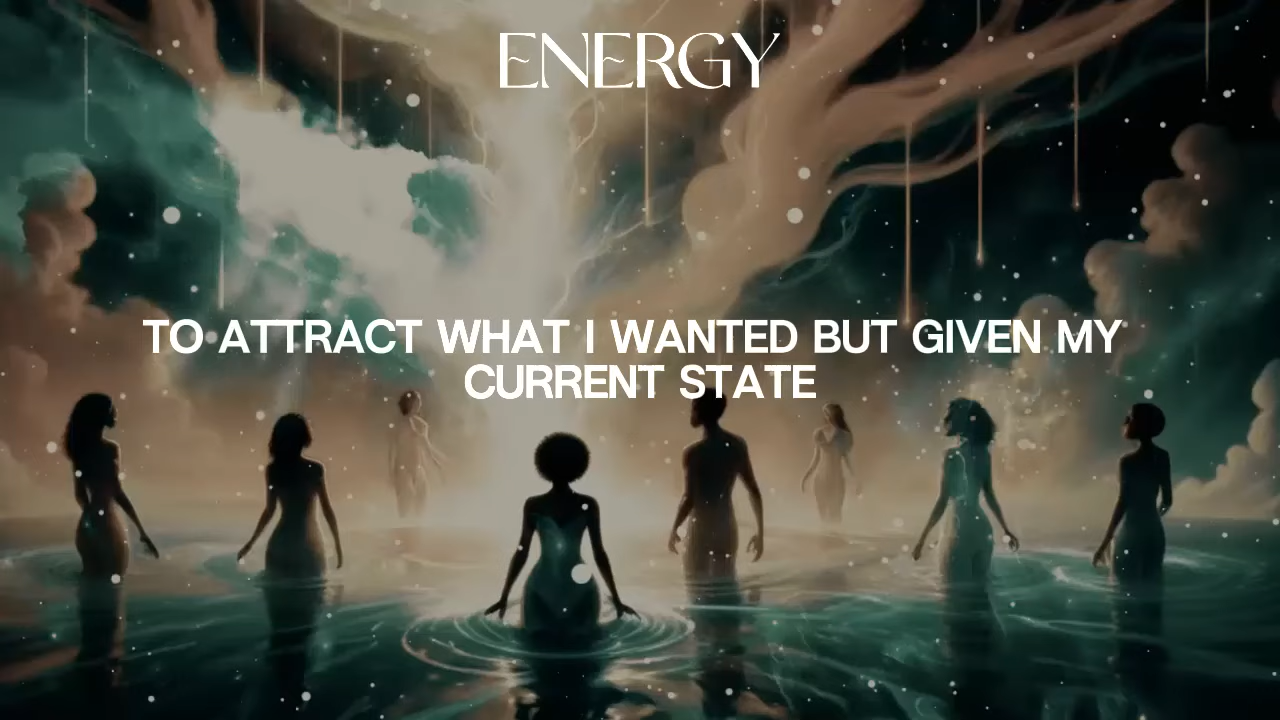 ENERGY
TO ATTRACT WHAT I WANTED BUT GIVEN MY
CURRENT STATE